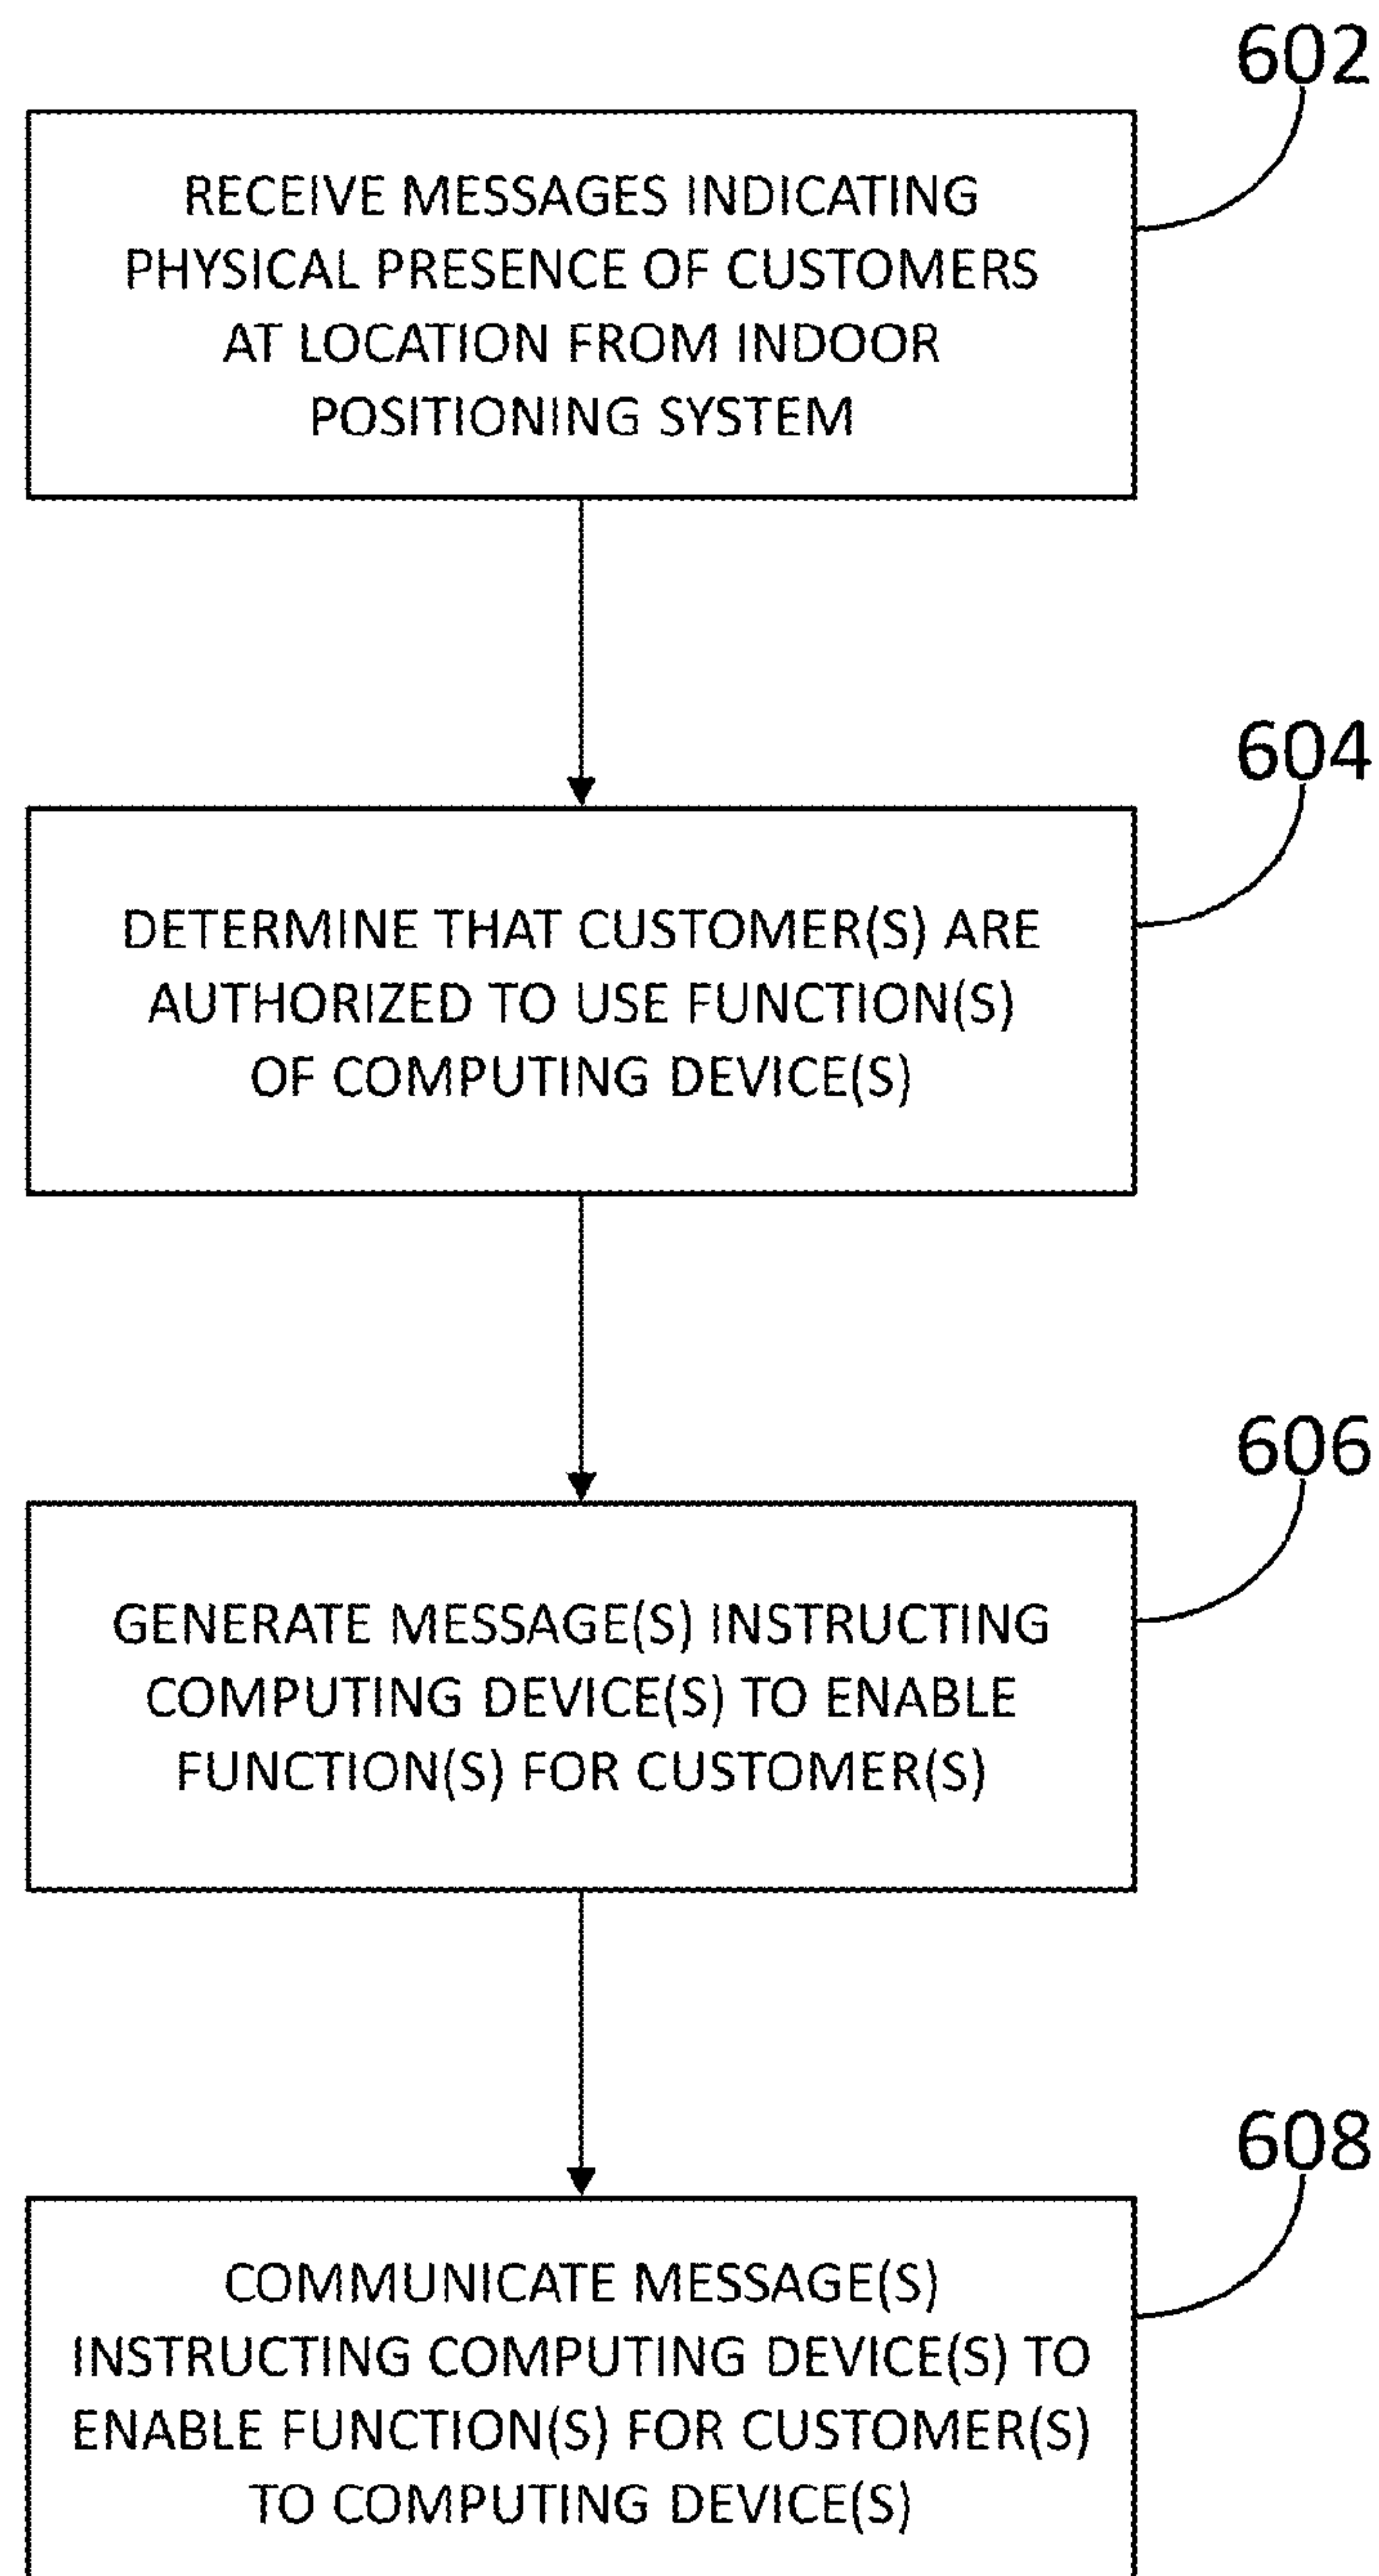 602
RECEIVE MESSAGES INDICATING
PHYSICAL PRESENCE OF CUSTOMERS
AT LOCATION FROM INDOOR
POSITIONING SYSTEM
604
DETERMINE THAT CUSTOMER(S) ARE
AUTHORIZED TO USE FUNCTION(S)
OF COMPUTING DEVICE(S)
606
GENERATE MESSAGE(S) INSTRUCTING
COMPUTING DEVICE(S) TO ENABLE
FUNCTION(S) FOR CUSTOMER(S)
608
COMMUNICATE MESSAGE(S)
INSTRUCTING COMPUTING DEVICE(S) TO
ENABLE FUNCTION(S) FOR CUSTOMER(S)
TO COMPUTING DEVICE(S)